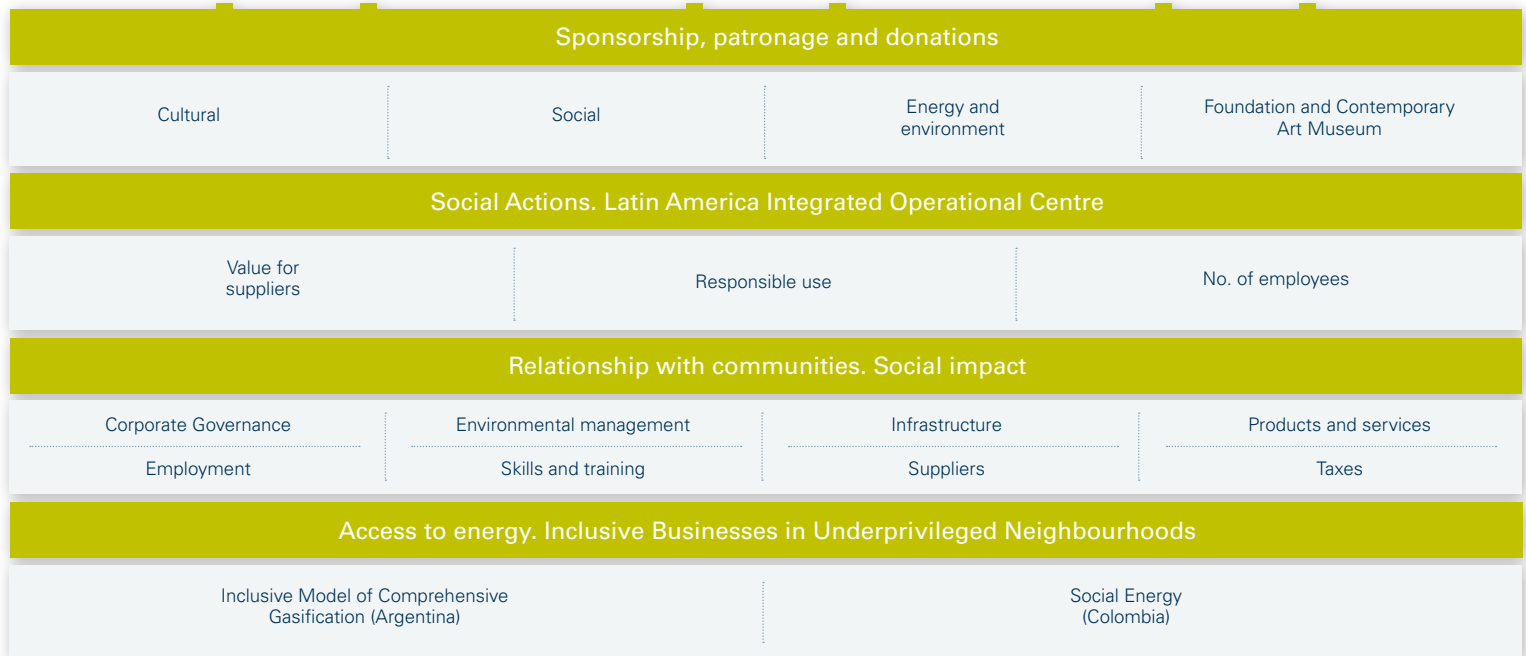 Sponsorship, patronage and donations
Cultural
Social
Energy and
environment
Foundation and Contemporary
Art Museum
Social Actions. Latin America Integrated Operational Centre
Value for
suppliers
Responsible use
No. of employees
Relationship with communities. Social impact
Corporate Governance
Environmental management
Infrastructure
Products and services
Employment
Skills and training
Suppliers
Taxes
Access to energy. Inclusive Businesses in Underprivileged Neighbourhoods
Inclusive Model of Comprehensive
Gasification (Argentina)
Social Energy
(Colombia)